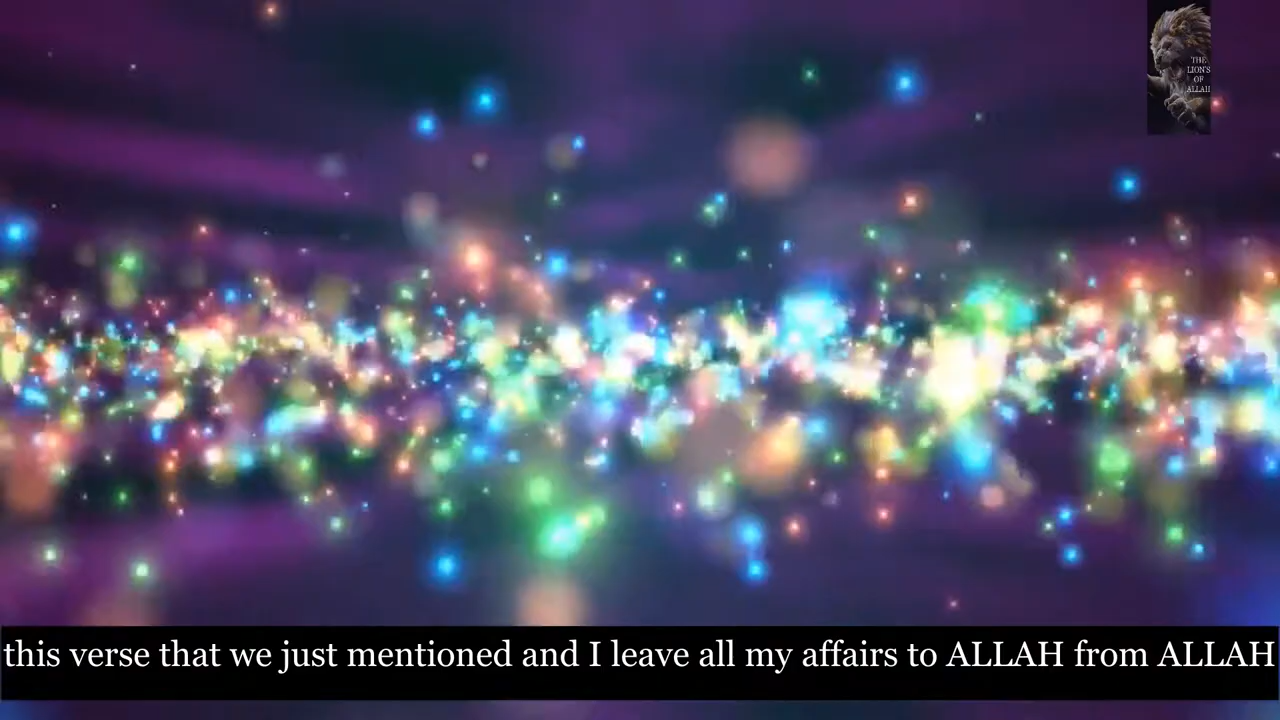 THE
LION'S
OF
ALLAH
this verse that we just mentioned and I leave all my affairs to ALLAH from ALLAH